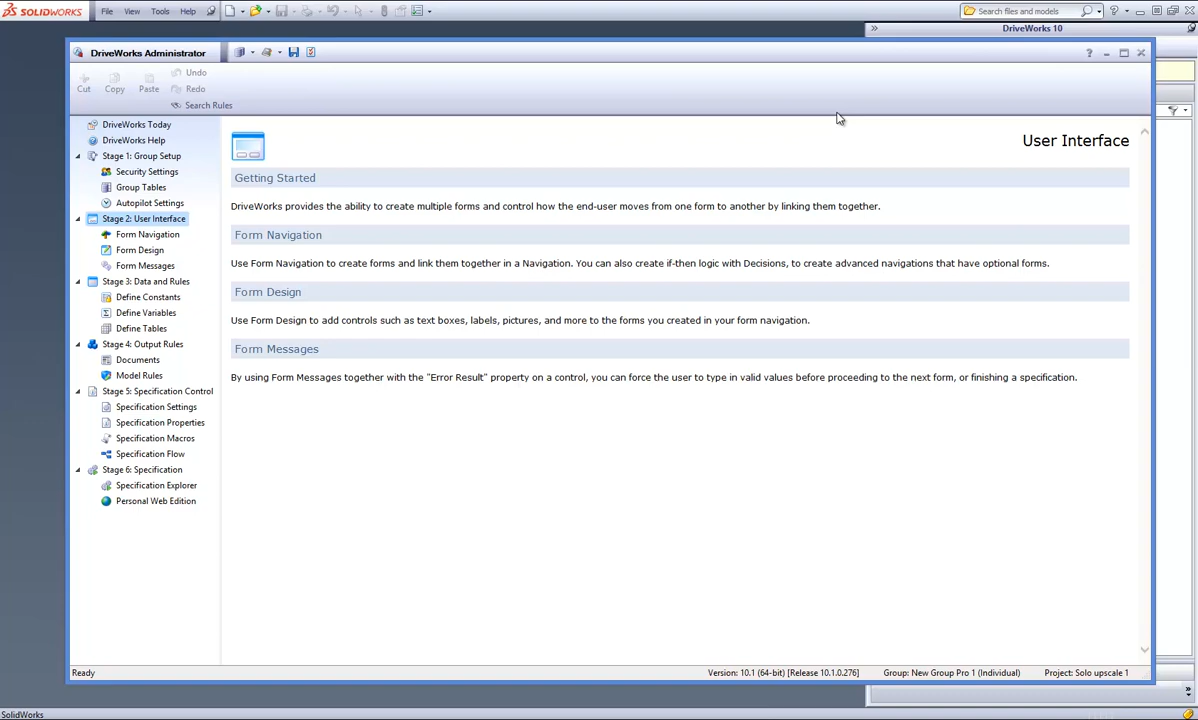 SOLIDWORKS File View Tools Help Search files and models
DriveWorks 10
DriveWorks Administrator
Cut Copy Paste
Undo
Redo
Search Rules
DriveWorks Today
DriveWorks Help
Stage 1: Group Setup
Security Settings
Group Tables
Autopilot Settings
Stage 2: User Interface
Form Navigation
Form Design
Form Messages
Stage 3: Data and Rules
Define Constants
Define Variables
Define Tables
Stage 4: Output Rules
Documents
Model Rules
Stage 5: Specification Control
Specification Settings
Specification Properties
Specification Macros
Specification Flow
Stage 6: Specification
Specification Explorer
Personal Web Edition
User Interface
Getting Started
DriveWorks provides the ability to create multiple forms and control how the end-user moves from one form to another by linking them together.
Form Navigation
Use Form Navigation to create forms and link them together in a Navigation. You can also create if-then logic with Decisions, to create advanced navigations that have optional forms.
Form Design
Use Form Design to add controls such as text boxes, labels, pictures, and more to the forms you created in your form navigation.
Form Messages
By using Form Messages together with the "Error Result" property on a control, you can force the user to type in valid values before proceeding to the next form, or finishing a specification.
Ready Version: 10.1 (64-bit) [Release 10.1.0.276] Group: New Group Pro 1 (Individual) Project: Solo upscale 1
SolidWorks